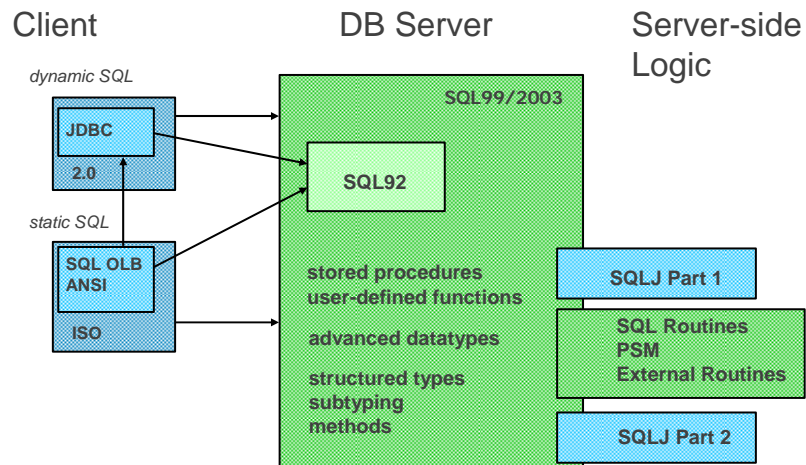 Client
DB Server
Server-side
Logic
dynamic SQL
SQL99/2003
JDBC
2.0
SQL92
static SQL
SQL OLB
ANSI
ISO
stored procedures
user-defined functions
advanced datatypes
structured types
subtyping
methods
SQLJ Part 1
SQL Routines
PSM
External Routines
SQLJ Part 2